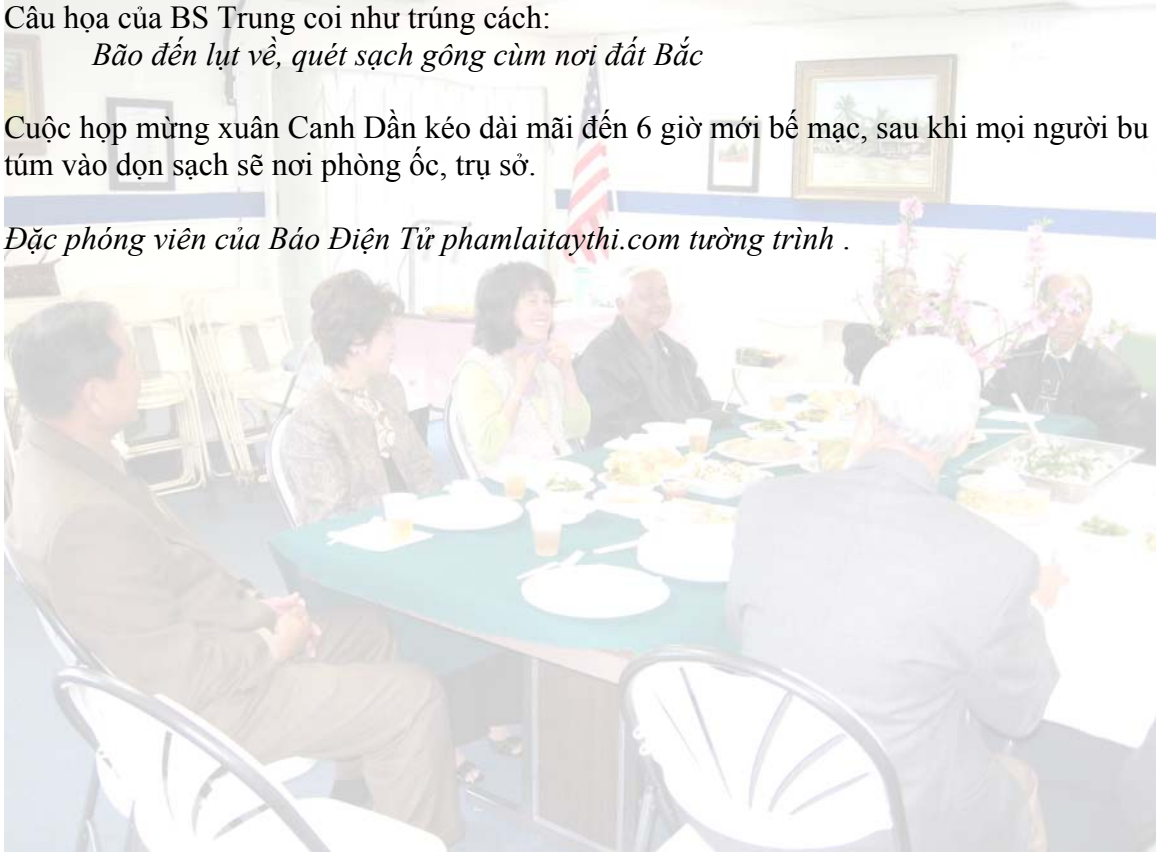 Câu họa của BS Trung coi như trúng cách:
Bão đến lụt về, quét sạch gông cùm nơi đất Bắc
Cuộc họp mừng xuân Canh Dần kéo dài mãi đến 6 giờ mới bế mạc, sau khi mọi người bu
túm vào dọn sạch sẽ nơi phòng ốc, trụ sở.
Đặc phóng viên của Báo Điện Tử phamlaitaythi.com tường trình .